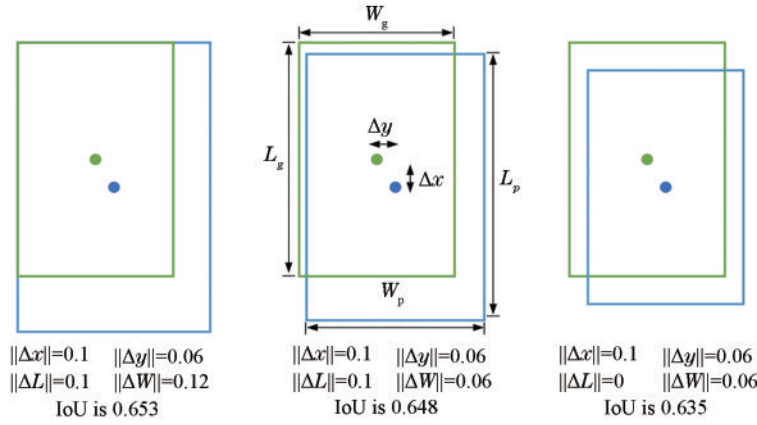 W_g
Δy
L_g
Δx
L_p
W_p
||Δx||=0.1 ||Δy||=0.06
||ΔL||=0.1 ||ΔW||=0.12
IoU is 0.653
||Δx||=0.1 ||Δy||=0.06
||ΔL||=0.1 ||ΔW||=0.06
IoU is 0.648
||Δx||=0.1 ||Δy||=0.06
||ΔL||=0 ||ΔW||=0.06
IoU is 0.635